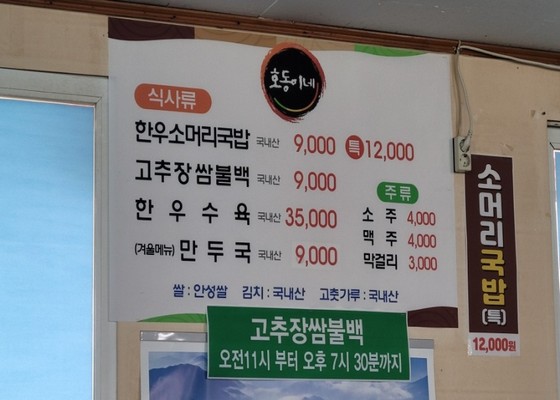 호동이네
식사류
한우소머리국밥 국내산 9,000 특 12,000
고추장쌈불백 국내산 9,000
한우수육 국내산 35,000
(겨울메뉴) 만두국 국내산 9,000
주류
소주 4,000
맥주 4,000
막걸리 3,000
쌀 : 안성쌀 김치 : 국내산 고춧가루 : 국내산
고추장쌈불백
오전11시 부터 오후 7시 30분까지
소머리국밥(특)
12,000원